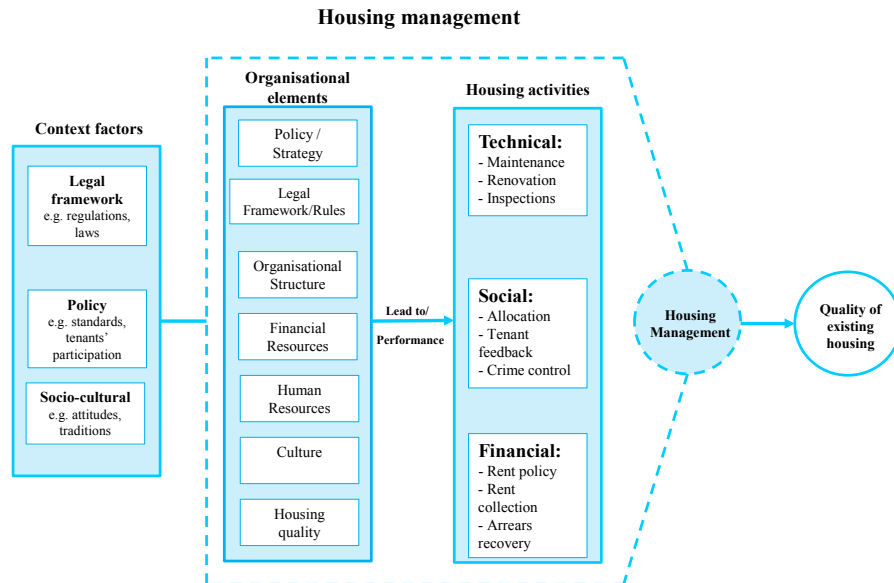 Housing management
Context factors
Legal
framework
e.g. regulations,
laws
Policy
e.g. standards,
tenants’
participation
Socio-cultural
e.g. attitudes,
traditions
Organisational
elements
Policy /
Strategy
Legal
Framework/Rules
Organisational
Structure
Financial
Resources
Human
Resources
Culture
Housing
quality
Lead to/
Performance
Housing activities
Technical:
- Maintenance
- Renovation
- Inspections
Social:
- Allocation
- Tenant
feedback
- Crime control
Financial:
- Rent policy
- Rent
collection
- Arrears
recovery
Housing
Management
Quality of
existing
housing